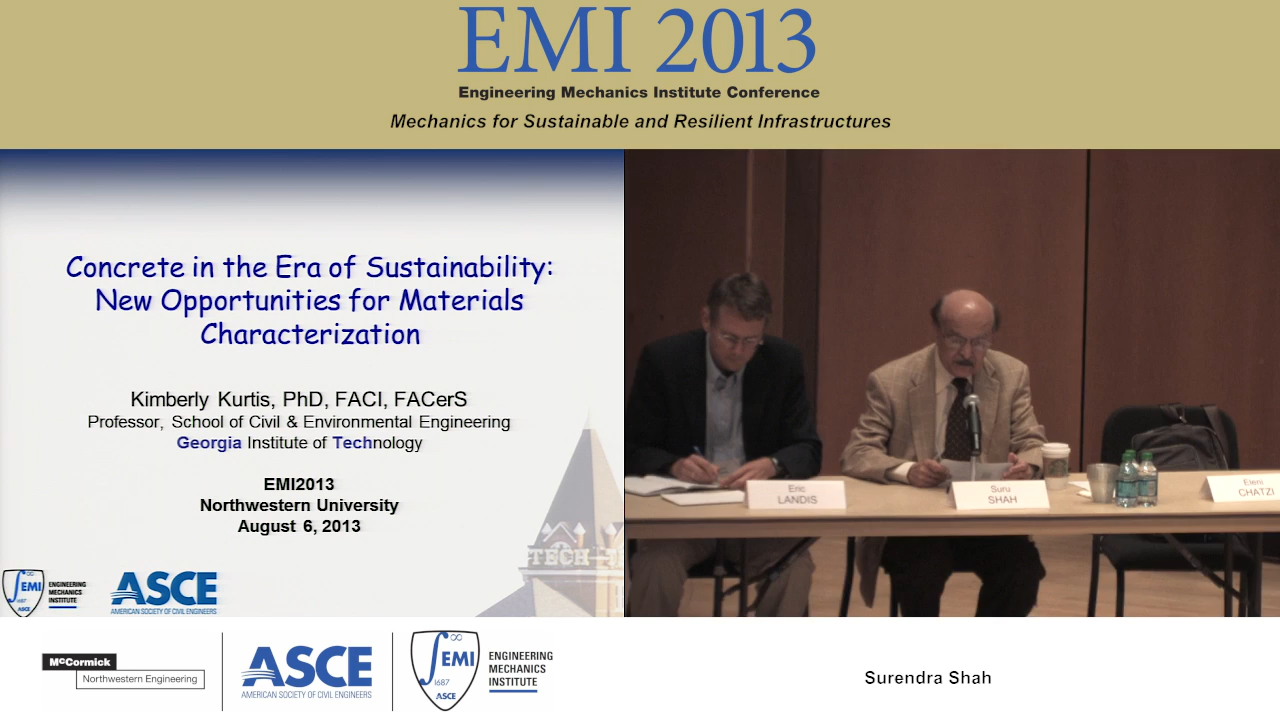 EMI 2013
Engineering Mechanics Institute Conference
Mechanics for Sustainable and Resilient Infrastructures
Concrete in the Era of Sustainability:
New Opportunities for Materials
Characterization
Kimberly Kurtis, PhD, FACI, FACerS
Professor, School of Civil & Environmental Engineering
Georgia Institute of Technology
EMI2013
Northwestern University
August 6, 2013
TECH
EMI
1687
ASCE
ENGINEERING
MECHANICS
INSTITUTE
ASCE
AMERICAN SOCIETY OF CIVIL ENGINEERS
Eric
LANDIS
Suru
SHAH
Eleni
CHATZI
McCormick
Northwestern Engineering
ASCE
AMERICAN SOCIETY OF CIVIL ENGINEERS
∫ ∞
EMI
1687
ASCE
ENGINEERING
MECHANICS
INSTITUTE
Surendra Shah